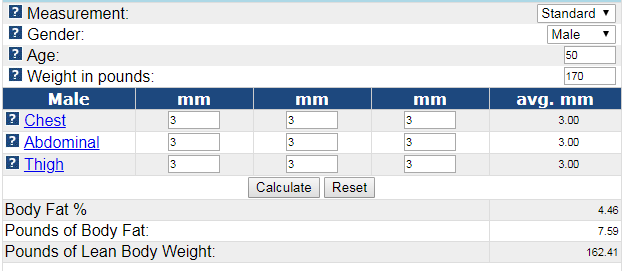 ? Measurement: Standard ▼
? Gender: Male ▼
? Age: 50
? Weight in pounds: 170
Male mm mm mm avg. mm
? Chest 3 3 3 3.00
? Abdominal 3 3 3 3.00
? Thigh 3 3 3 3.00
Calculate Reset
Body Fat % 4.46
Pounds of Body Fat: 7.59
Pounds of Lean Body Weight: 162.41